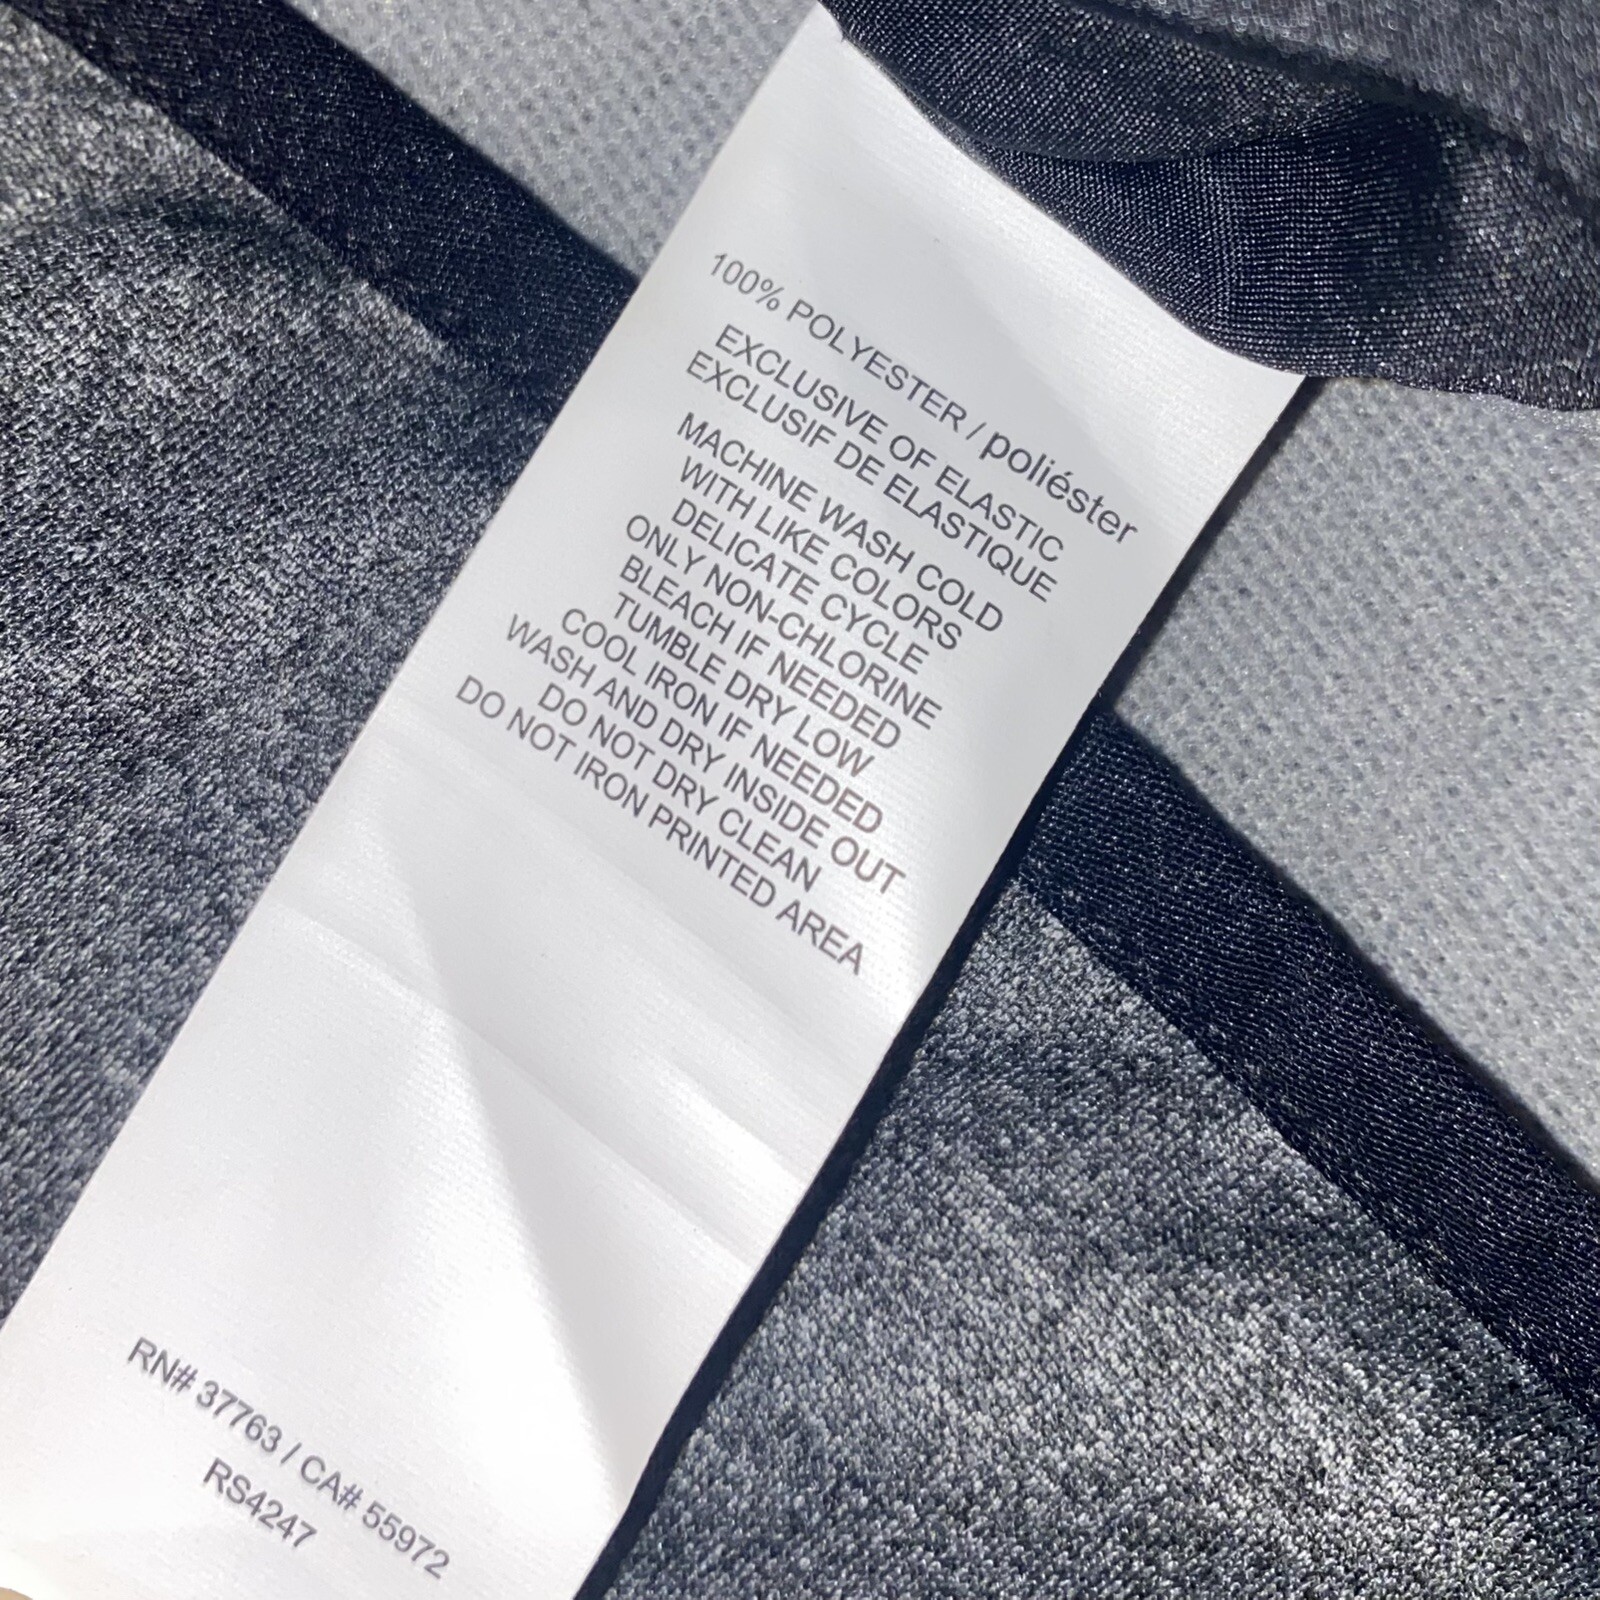 100% POLYESTER / poliéster
EXCLUSIVE OF ELASTIC
EXCLUSIF DE ELASTIQUE
MACHINE WASH COLD
WITH LIKE COLORS
DELICATE CYCLE
ONLY NON-CHLORINE
BLEACH IF NEEDED
TUMBLE DRY LOW
COOL IRON IF NEEDED
WASH AND DRY INSIDE OUT
DO NOT DRY CLEAN
DO NOT IRON PRINTED AREA
RN# 37763 / CA# 55972
RS4247